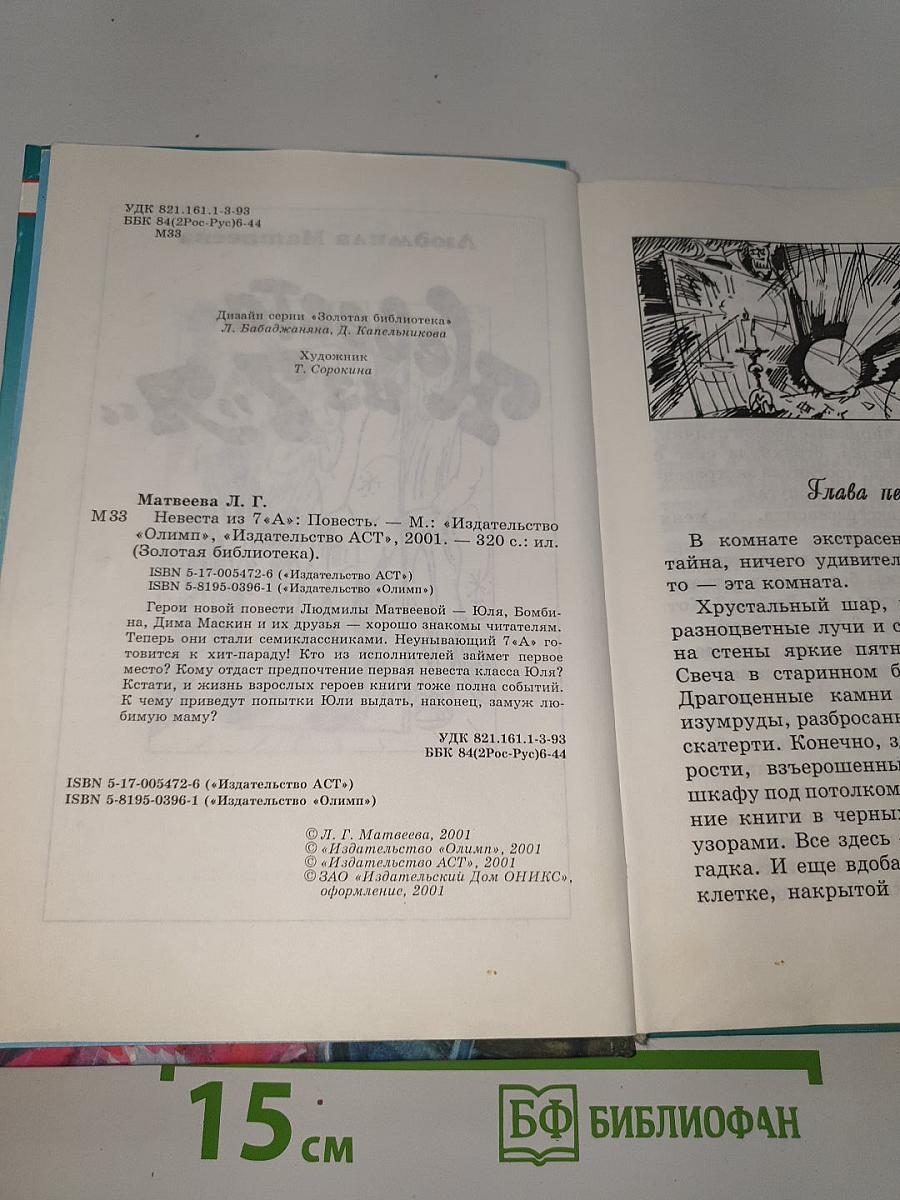 УДК 821.161.1-3-93
ББК 84(2Рос-Рус)6-44
М33
Дизайн серии «Золотая библиотека»
Л. Бабаджаняна, Д. Капельникова
Художник
Т. Сорокина
Матвеева Л. Г.
М33 Невеста из 7«А»: Повесть. — М.: «Издательство
«Олимп», «Издательство АСТ», 2001. — 320 с.: ил.
(Золотая библиотека).
ISBN 5-17-005472-6 («Издательство АСТ»)
ISBN 5-8195-0396-1 («Издательство «Олимп»)
Герои новой повести Людмилы Матвеевой — Юля, Бомби-
на, Дима Маскин и их друзья — хорошо знакомы читателям.
Теперь они стали семиклассниками. Неунывающий 7«А» го-
товится к хит-параду! Кто из исполнителей займет первое
место? Кому отдаст предпочтение первая невеста класса Юля?
Кстати, и жизнь взрослых героев книги тоже полна событий.
К чему приведут попытки Юли выдать, наконец, замуж лю-
бимую маму?
УДК 821.161.1-3-93
ББК 84(2Рос-Рус)6-44
ISBN 5-17-005472-6 («Издательство АСТ»)
ISBN 5-8195-0396-1 («Издательство «Олимп»)
© Л. Г. Матвеева, 2001
© «Издательство «Олимп», 2001
© «Издательство АСТ», 2001
© ЗАО «Издательский Дом ОНИКС»,
оформление, 2001
Глава пе
В комнате экстрасен
тайна, ничего удивител
то — эта комната.
Хрустальный шар,
разноцветные лучи и с
на стены яркие пятн
Свеча в старинном б
Драгоценные камни
изумруды, разбросан
скатерти. Конечно, з
рости, взъерошенны
шкафу под потолком
ние книги в черны
узорами. Все здесь
гадка. И еще вдоба
клетке, накрытой
15 см
БФ БИБЛИОФАН